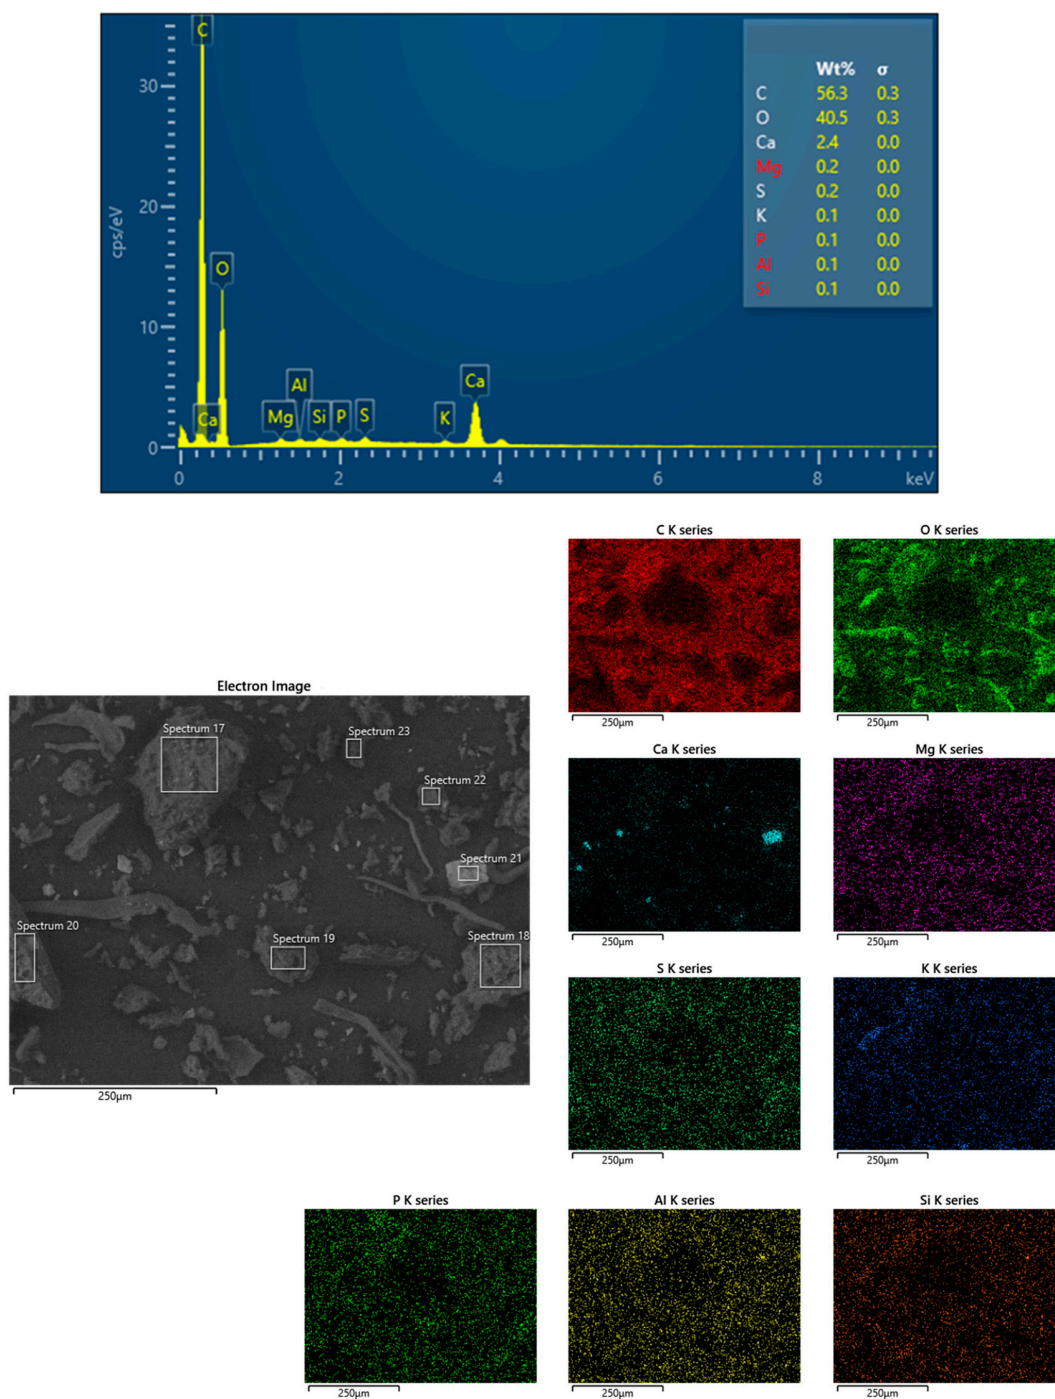 C
30
20
10
0
cps/eV
O
Ca
Mg
Al
Si
P
S
K
Ca
0
2
4
6
8
keV
Wt% σ
C 56.3 0.3
O 40.5 0.3
Ca 2.4 0.0
Mg 0.2 0.0
S 0.2 0.0
K 0.1 0.0
P 0.1 0.0
Al 0.1 0.0
Si 0.1 0.0
C K series
O K series
250µm
250µm
Electron Image
Spectrum 17
Spectrum 23
Spectrum 22
Spectrum 21
Spectrum 20
Spectrum 19
Spectrum 18
250µm
Ca K series
Mg K series
250µm
250µm
S K series
K K series
250µm
250µm
P K series
Al K series
Si K series
250µm
250µm
250µm